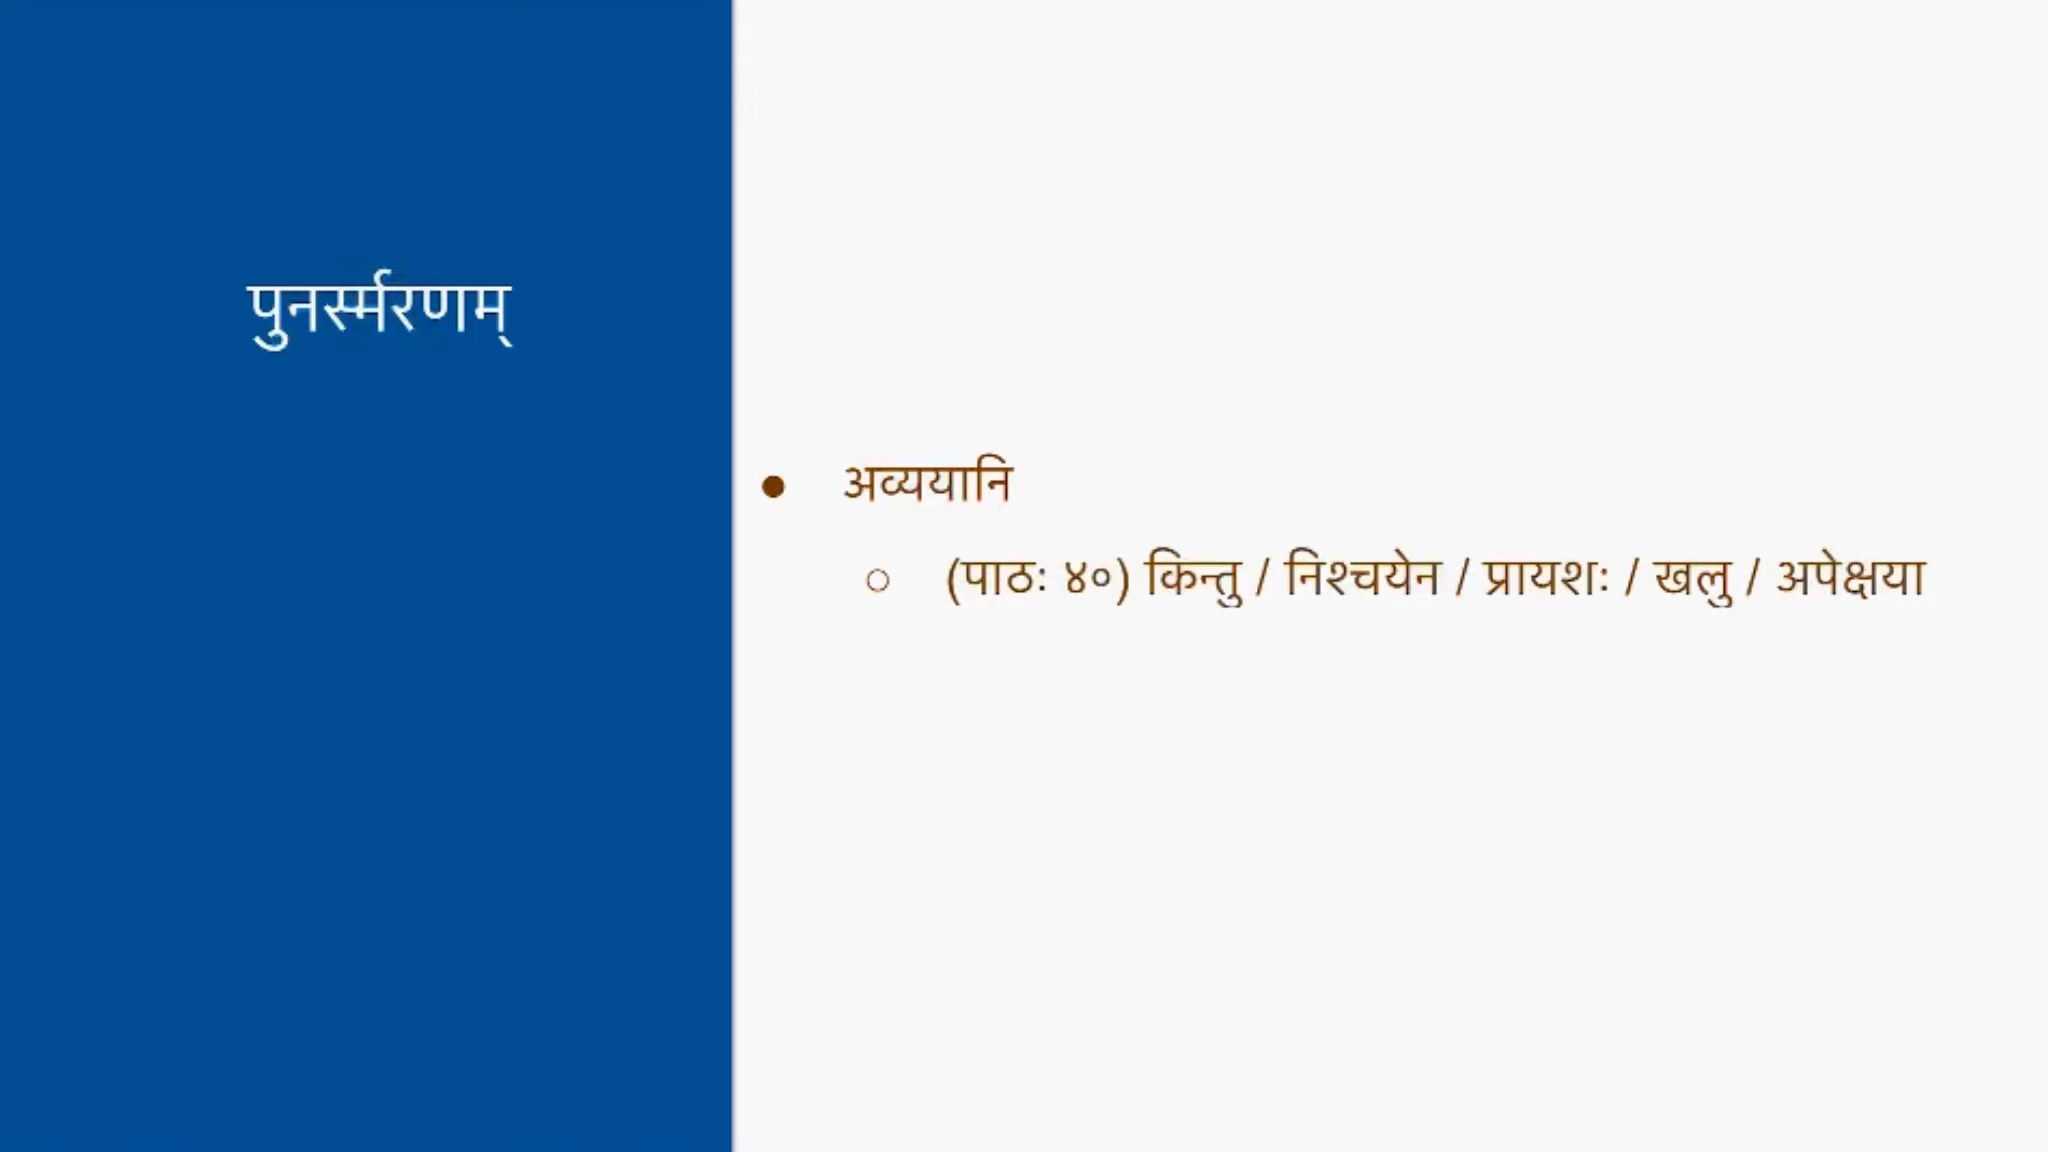 पुनर्स्मरणम्
● अव्ययानि
○ (पाठः ४०) किन्तु / निश्चयेन / प्रायशः / खलु / अपेक्षया